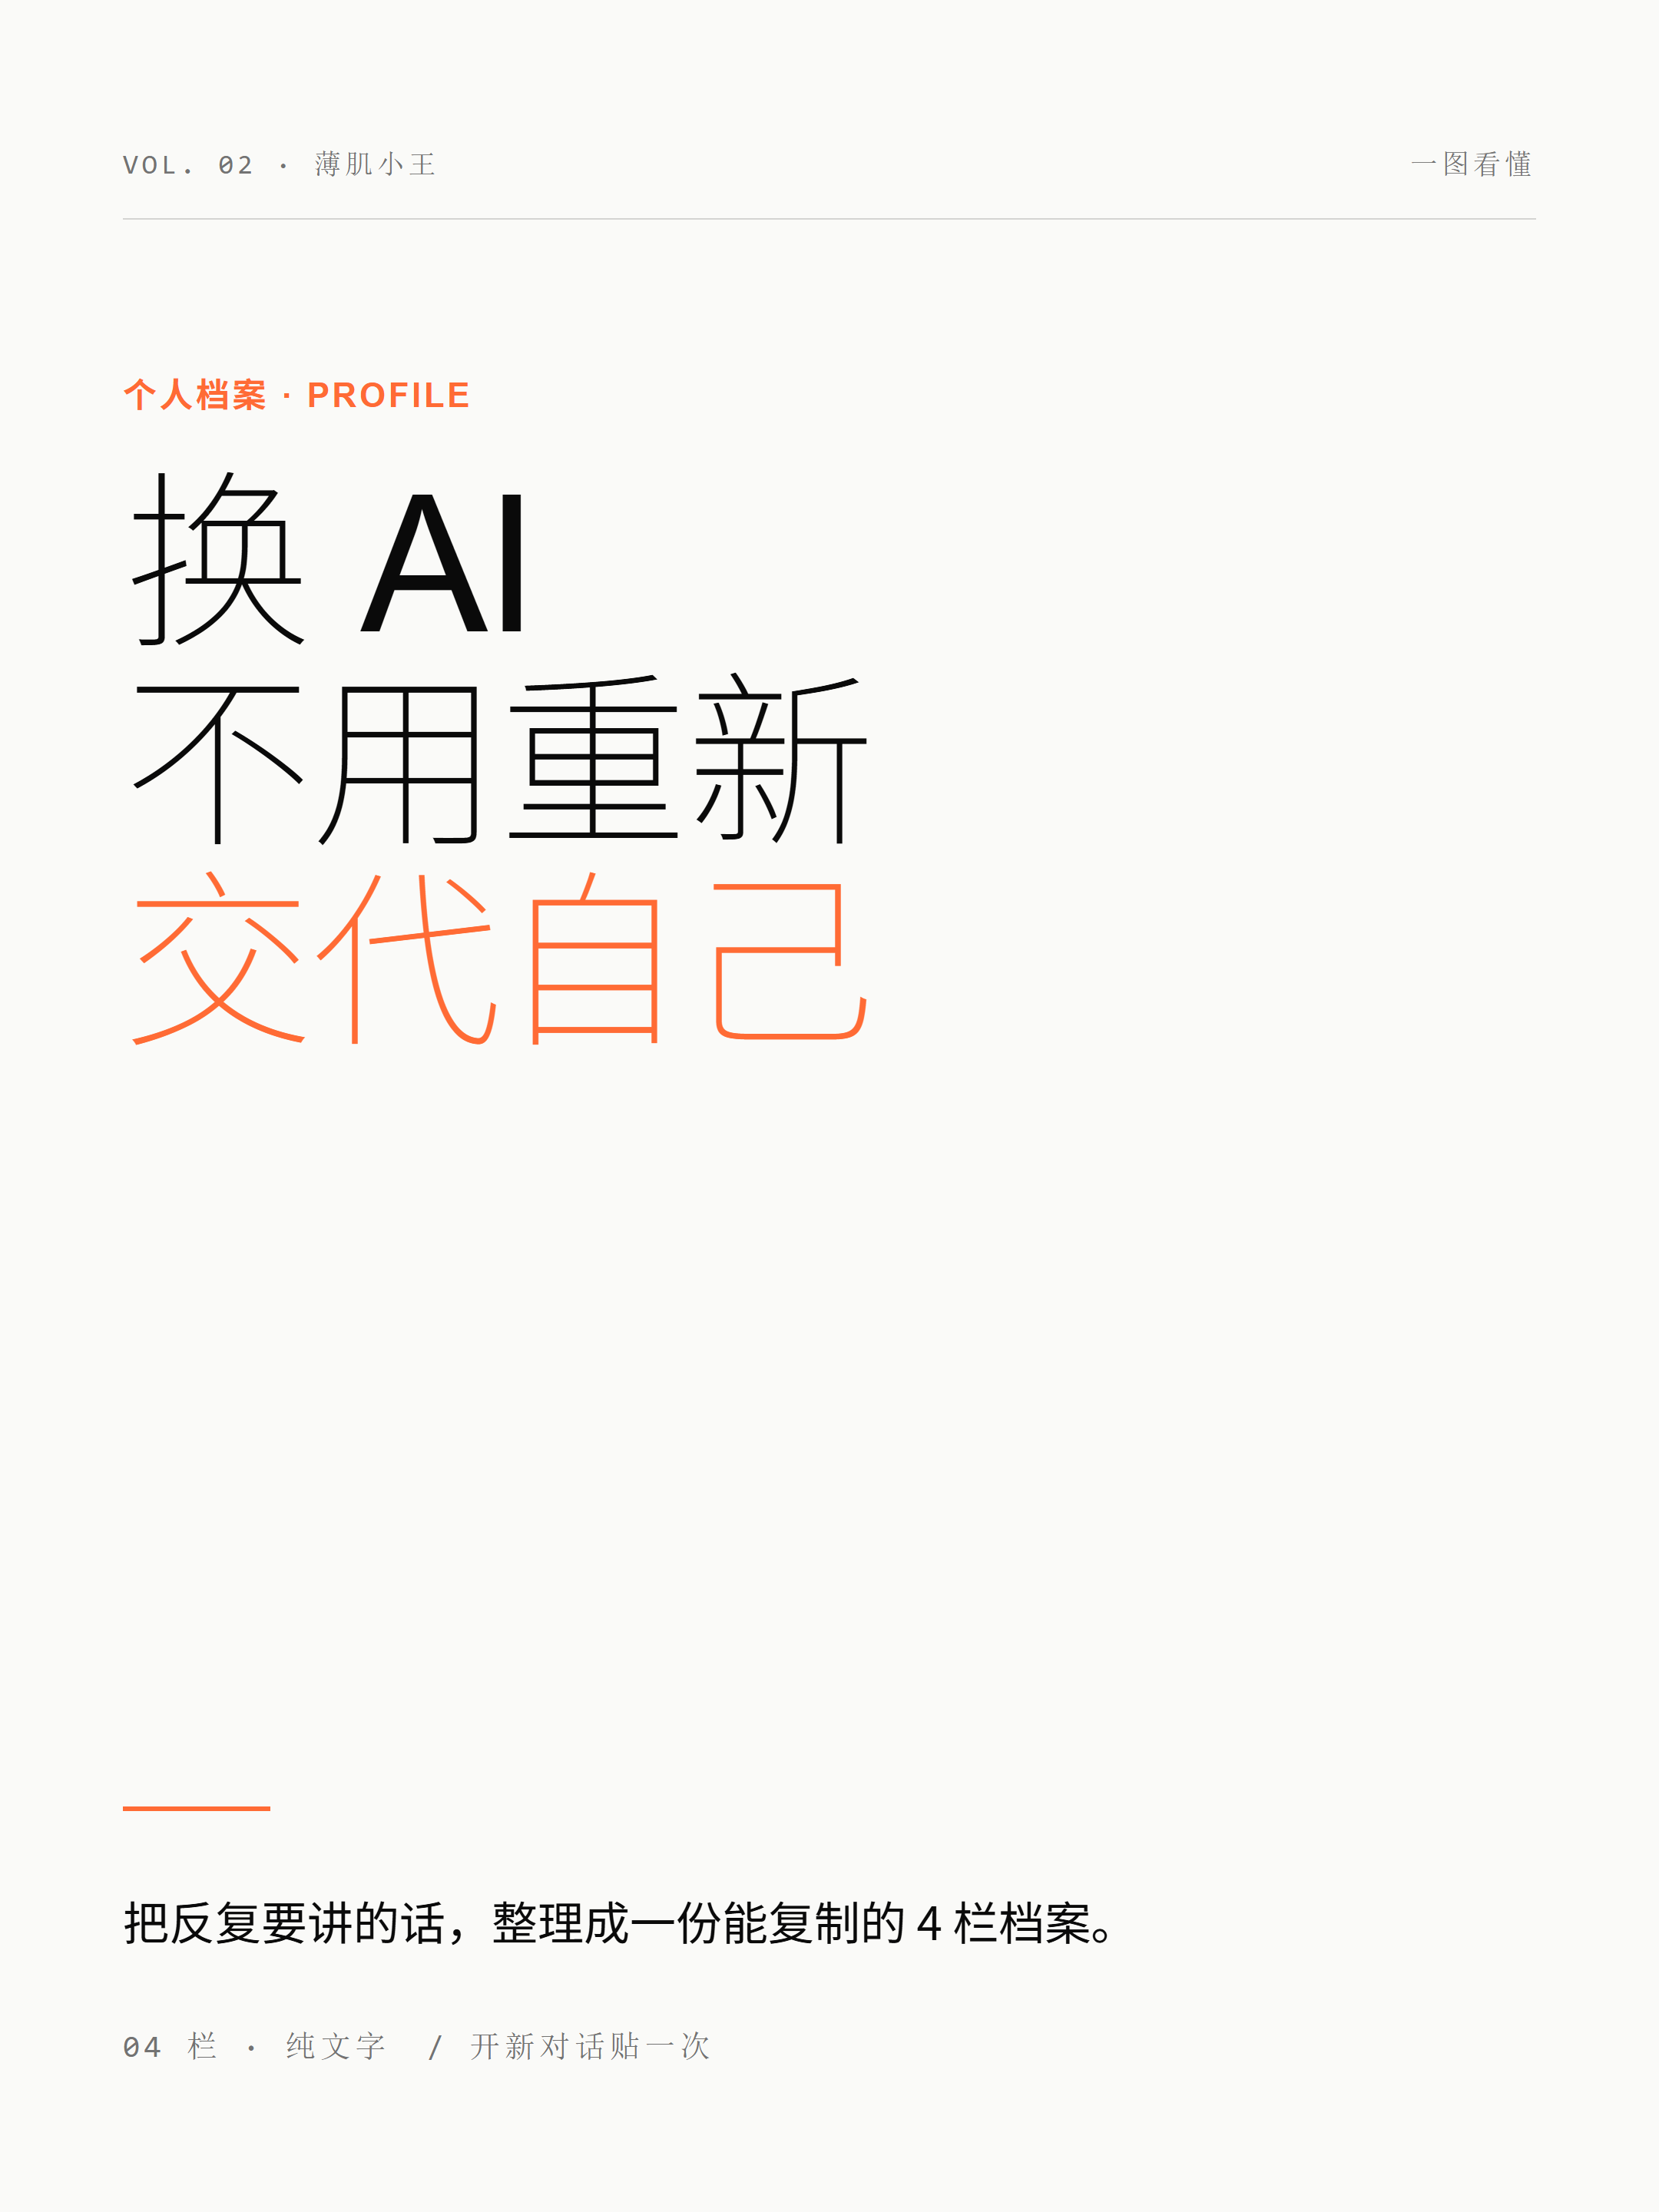 VOL. 02 · 薄肌小王
一图看懂
个人档案 · PROFILE
换 AI
不用重新
交代自己
把反复要讲的话，整理成一份能复制的 4 栏档案。
04 栏 · 纯文字 / 开新对话贴一次